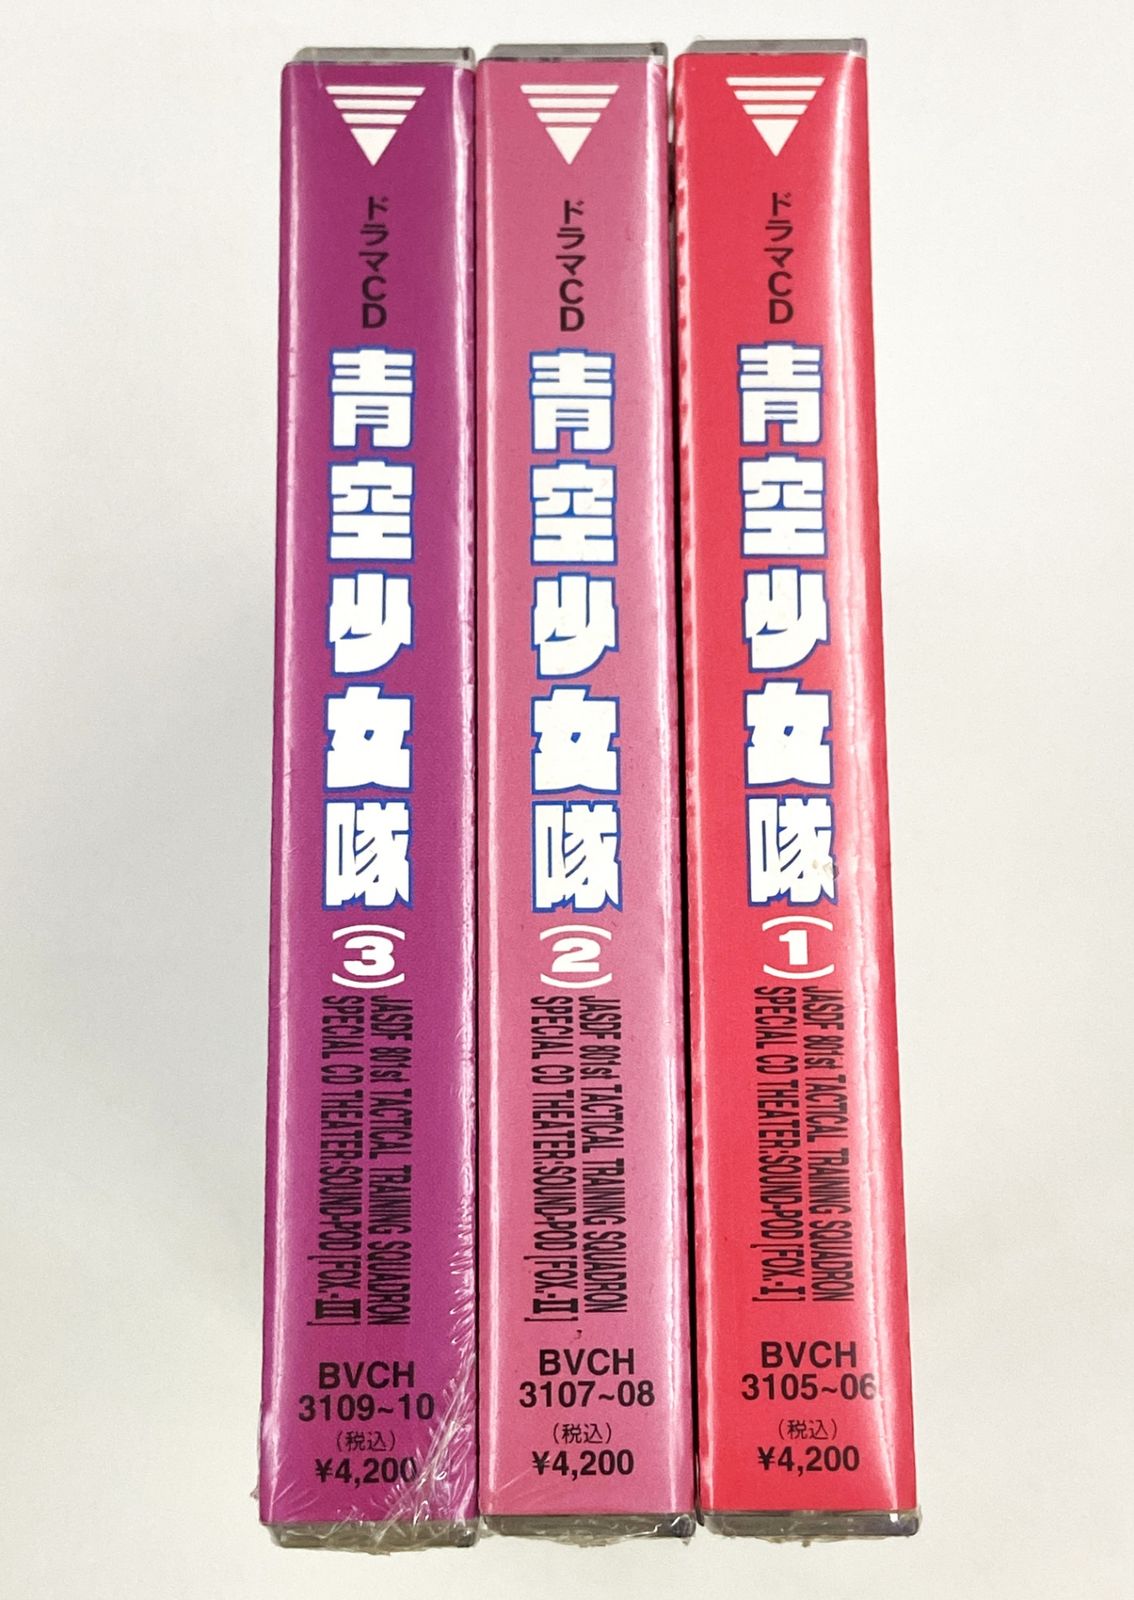 ドラマCD
青空少女隊
(3)
JASDF 801st TACTICAL TRAINING SQUADRON
SPECIAL CD THEATER:SOUND•POD [FOX.-III]
BVCH
3109~10
(税込)
¥4,200
ドラマCD
青空少女隊
(2)
JASDF 801st TACTICAL TRAINING SQUADRON
SPECIAL CD THEATER:SOUND•POD [FOX.-II]
BVCH
3107~08
(税込)
¥4,200
ドラマCD
青空少女隊
(1)
JASDF 801st TACTICAL TRAINING SQUADRON
SPECIAL CD THEATER:SOUND•POD [FOX.-I]
BVCH
3105~06
(税込)
¥4,200